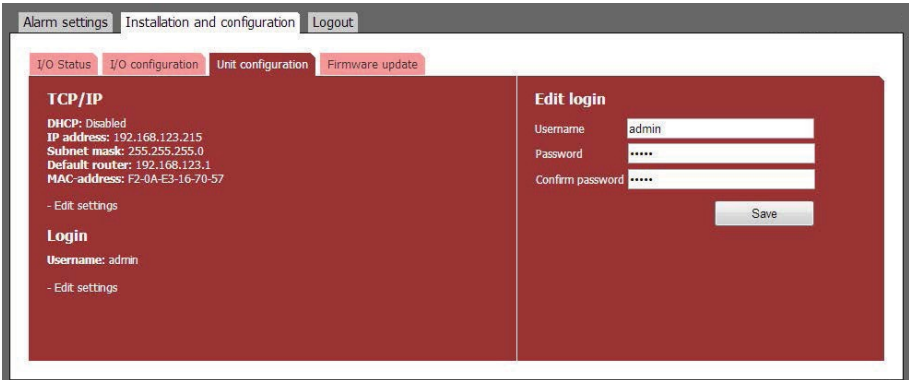 Alarm settings Installation and configuration Logout
I/O Status I/O configuration Unit configuration Firmware update
TCP/IP
DHCP: Disabled
IP address: 192.168.123.215
Subnet mask: 255.255.255.0
Default router: 192.168.123.1
MAC-address: F2-0A-E3-16-70-57
- Edit settings
Login
Username: admin
- Edit settings
Edit login
Username admin
Password •••••
Confirm password •••••
Save